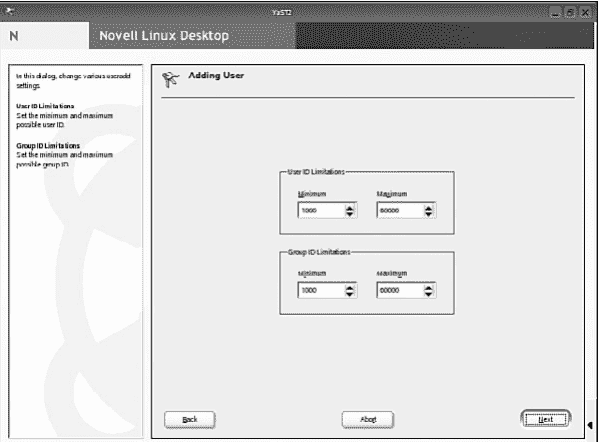 YaST2
N
Novell Linux Desktop
In this dialog, change various useradd
settings.
User ID Limitations
Set the minimum and maximum
possible user ID.
Group ID Limitations
Set the minimum and maximum
possible group ID.
Adding User
User ID Limitations
Minimum Maximum
1000 60000
Group ID Limitations
Minimum Maximum
1000 60000
Back Abort Next